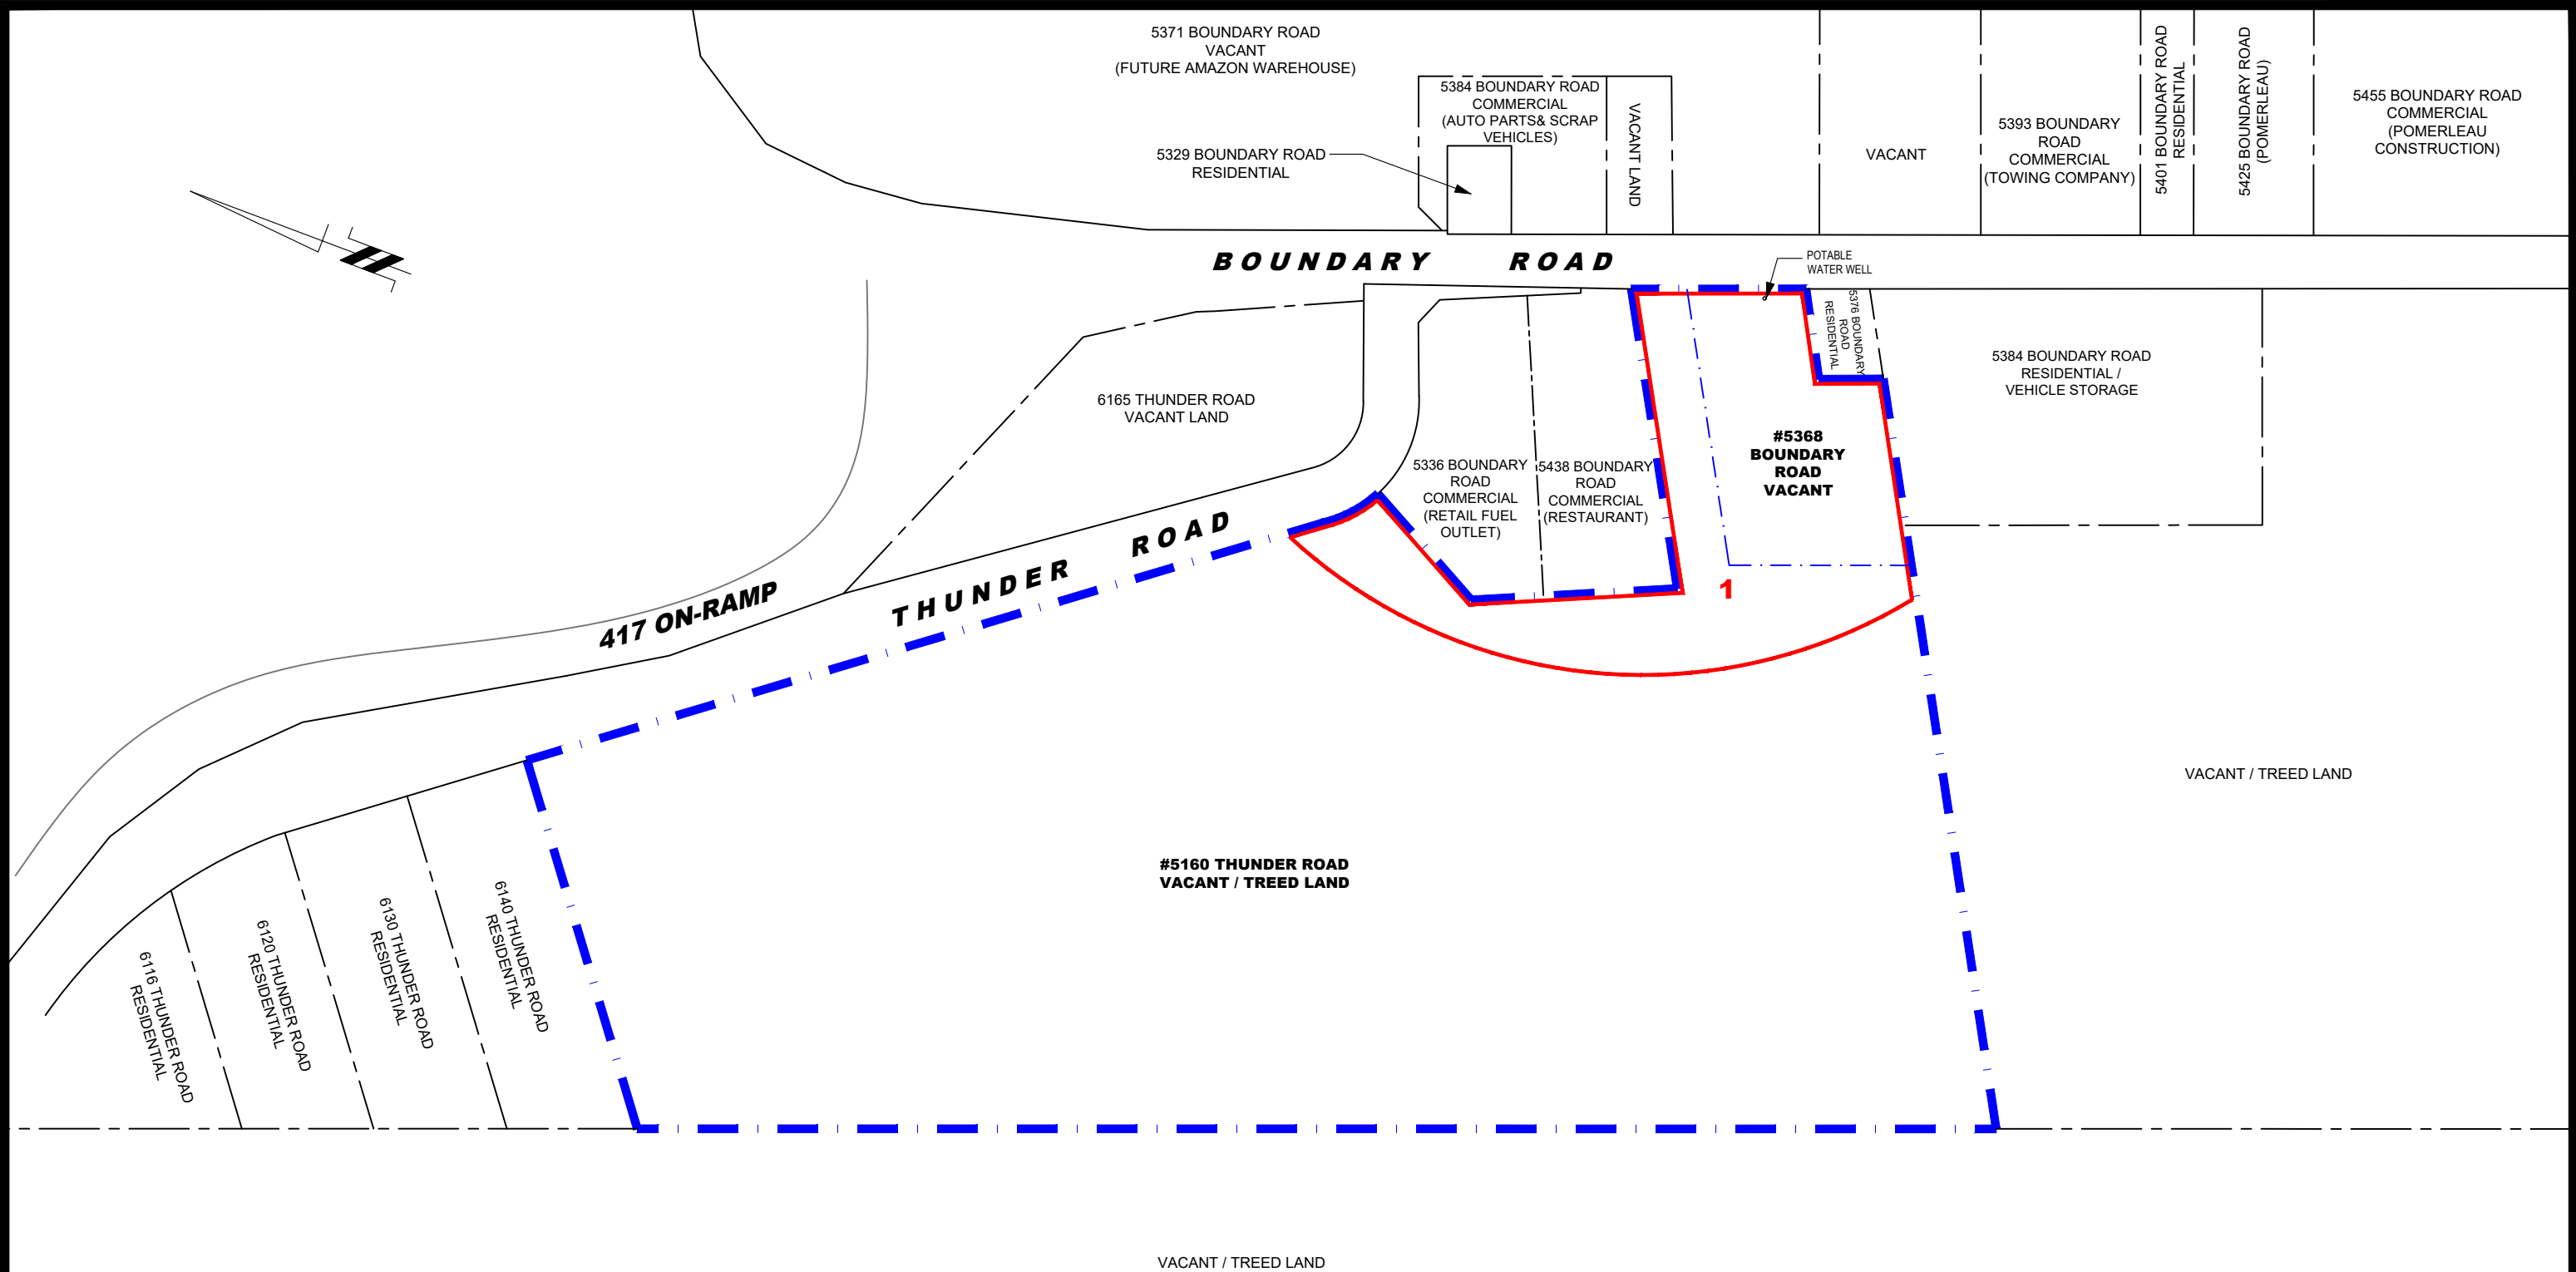 5371 BOUNDARY ROAD
VACANT
(FUTURE AMAZON WAREHOUSE)
5384 BOUNDARY ROAD
COMMERCIAL
(AUTO PARTS& SCRAP
VEHICLES)
VACANT LAND
5329 BOUNDARY ROAD
RESIDENTIAL
VACANT
5393 BOUNDARY
ROAD
COMMERCIAL
(TOWING COMPANY)
5401 BOUNDARY ROAD
RESIDENTIAL
5425 BOUNDARY ROAD
(POMERLEAU)
5455 BOUNDARY ROAD
COMMERCIAL
(POMERLEAU
CONSTRUCTION)
BOUNDARY ROAD
POTABLE
WATER WELL
5376 BOUNDARY
ROAD
RESIDENTIAL
5384 BOUNDARY ROAD
RESIDENTIAL /
VEHICLE STORAGE
6165 THUNDER ROAD
VACANT LAND
5336 BOUNDARY
ROAD
COMMERCIAL
(RETAIL FUEL
OUTLET)
5438 BOUNDARY
ROAD
COMMERCIAL
(RESTAURANT)
#5368
BOUNDARY
ROAD
VACANT
1
417 ON-RAMP
THUNDER ROAD
VACANT / TREED LAND
#5160 THUNDER ROAD
VACANT / TREED LAND
6116 THUNDER ROAD
RESIDENTIAL
6120 THUNDER ROAD
RESIDENTIAL
6130 THUNDER ROAD
RESIDENTIAL
6140 THUNDER ROAD
RESIDENTIAL
VACANT / TREED LAND